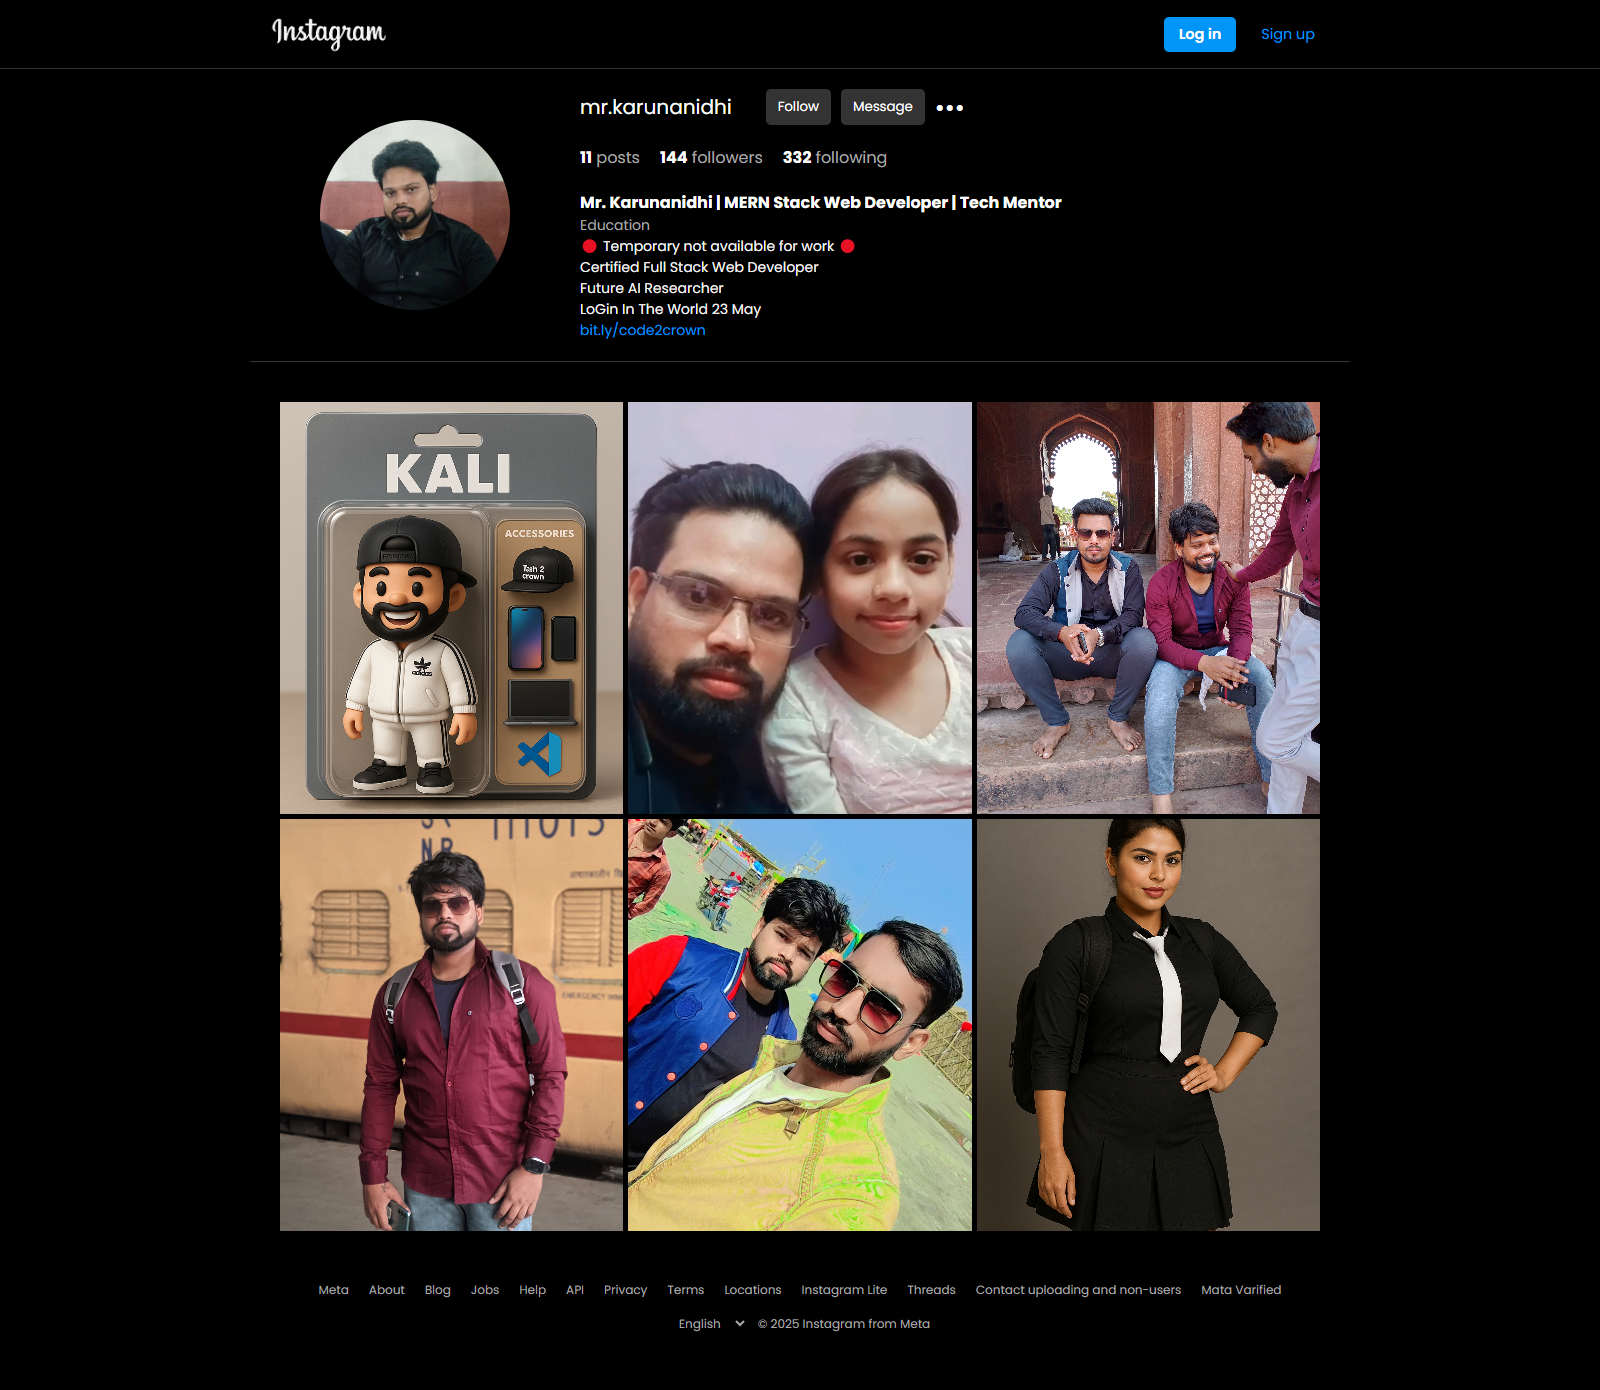 Instagram
Log in
Sign up
mr.karunanidhi
Follow
Message
11 posts 144 followers 332 following
Mr. Karunanidhi | MERN Stack Web Developer | Tech Mentor
Education
🔴 Temporary not available for work 🔴
Certified Full Stack Web Developer
Future AI Researcher
LoGin In The World 23 May
bit.ly/code2crown
KALI
ACCESSORIES
Tash 2
crown
adidas
EMERGENCY
Meta About Blog Jobs Help API Privacy Terms Locations Instagram Lite Threads Contact uploading and non-users Mata Varified
English © 2025 Instagram from Meta